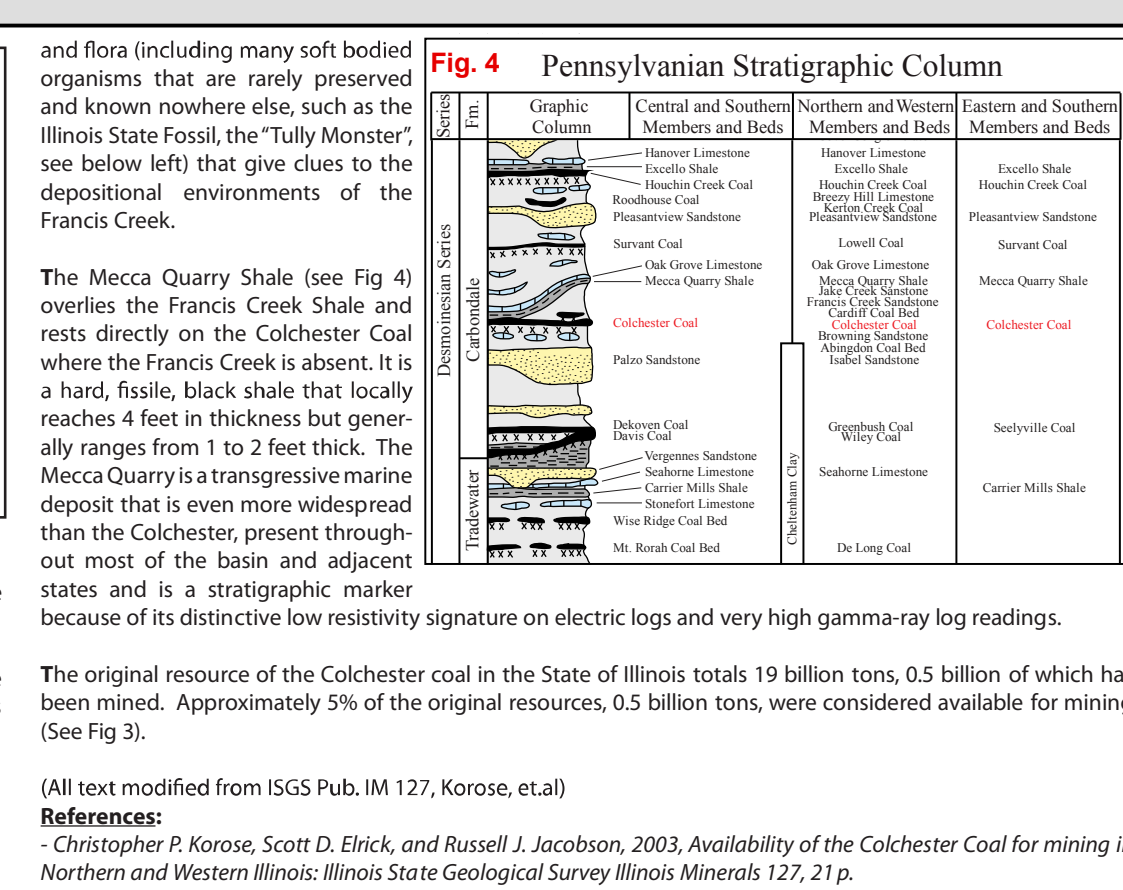 and flora (including many soft bodied
organisms that are rarely preserved
and known nowhere else, such as the
Illinois State Fossil, the “Tully Monster”,
see below left) that give clues to the
depositional environments of the
Francis Creek.
The Mecca Quarry Shale (see Fig 4)
overlies the Francis Creek Shale and
rests directly on the Colchester Coal
where the Francis Creek is absent. It is
a hard, fissile, black shale that locally
reaches 4 feet in thickness but gener-
ally ranges from 1 to 2 feet thick. The
Mecca Quarry is a transgressive marine
deposit that is even more widespread
than the Colchester, present through-
out most of the basin and adjacent
states and is a stratigraphic marker
because of its distinctive low resistivity signature on electric logs and very high gamma-ray log readings.
Fig. 4 Pennsylvanian Stratigraphic Column
Series
Fm.
Graphic
Column
Central and Southern
Members and Beds
Northern and Western
Members and Beds
Eastern and Southern
Members and Beds
Desmoinesian Series
Carbondale
Tradewater
Hanover Limestone
Excello Shale
Houchin Creek Coal
Roodhouse Coal
Pleasantview Sandstone
Survant Coal
Oak Grove Limestone
Mecca Quarry Shale
Colchester Coal
Palzo Sandstone
Dekoven Coal
Davis Coal
Vergennes Sandstone
Seahorne Limestone
Carrier Mills Shale
Stonefort Limestone
Wise Ridge Coal Bed
Mt. Rorah Coal Bed
Cheltenham Clay
Hanover Limestone
Excello Shale
Houchin Creek Coal
Breezy Hill Limestone
Kerton Creek Coal
Pleasantview Sandstone
Lowell Coal
Oak Grove Limestone
Mecca Quarry Shale
Jake Creek Sanstone
Francis Creek Sandstone
Cardiff Coal Bed
Colchester Coal
Browning Sandstone
Abingdon Coal Bed
Isabel Sandstone
Greenbush Coal
Wiley Coal
Seahorne Limestone
De Long Coal
Excello Shale
Houchin Creek Coal
Pleasantview Sandstone
Survant Coal
Mecca Quarry Shale
Colchester Coal
Seelyville Coal
Carrier Mills Shale
The original resource of the Colchester coal in the State of Illinois totals 19 billion tons, 0.5 billion of which ha
been mined. Approximately 5% of the original resources, 0.5 billion tons, were considered available for mining
(See Fig 3).
(All text modified from ISGS Pub. IM 127, Korose, et.al)
References:
- Christopher P. Korose, Scott D. Elrick, and Russell J. Jacobson, 2003, Availability of the Colchester Coal for mining i
Northern and Western Illinois: Illinois State Geological Survey Illinois Minerals 127, 21 p.